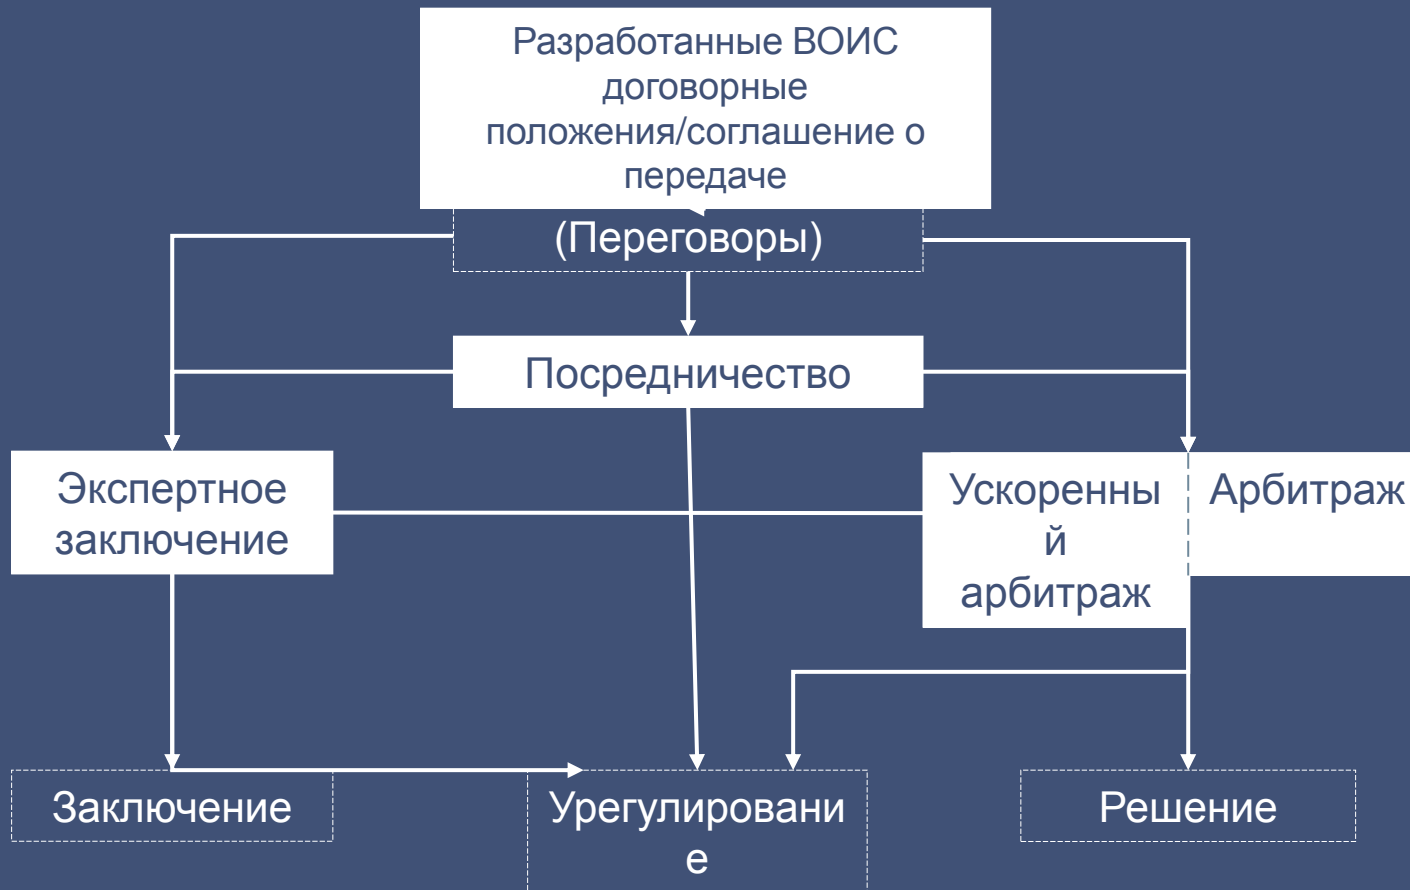 Разработанные ВОИС
договорные
положения/соглашение о
передаче
(Переговоры)
Посредничество
Экспертное
заключение
Ускоренны
й
арбитраж
Арбитраж
Заключение
Урегулировани
е
Решение